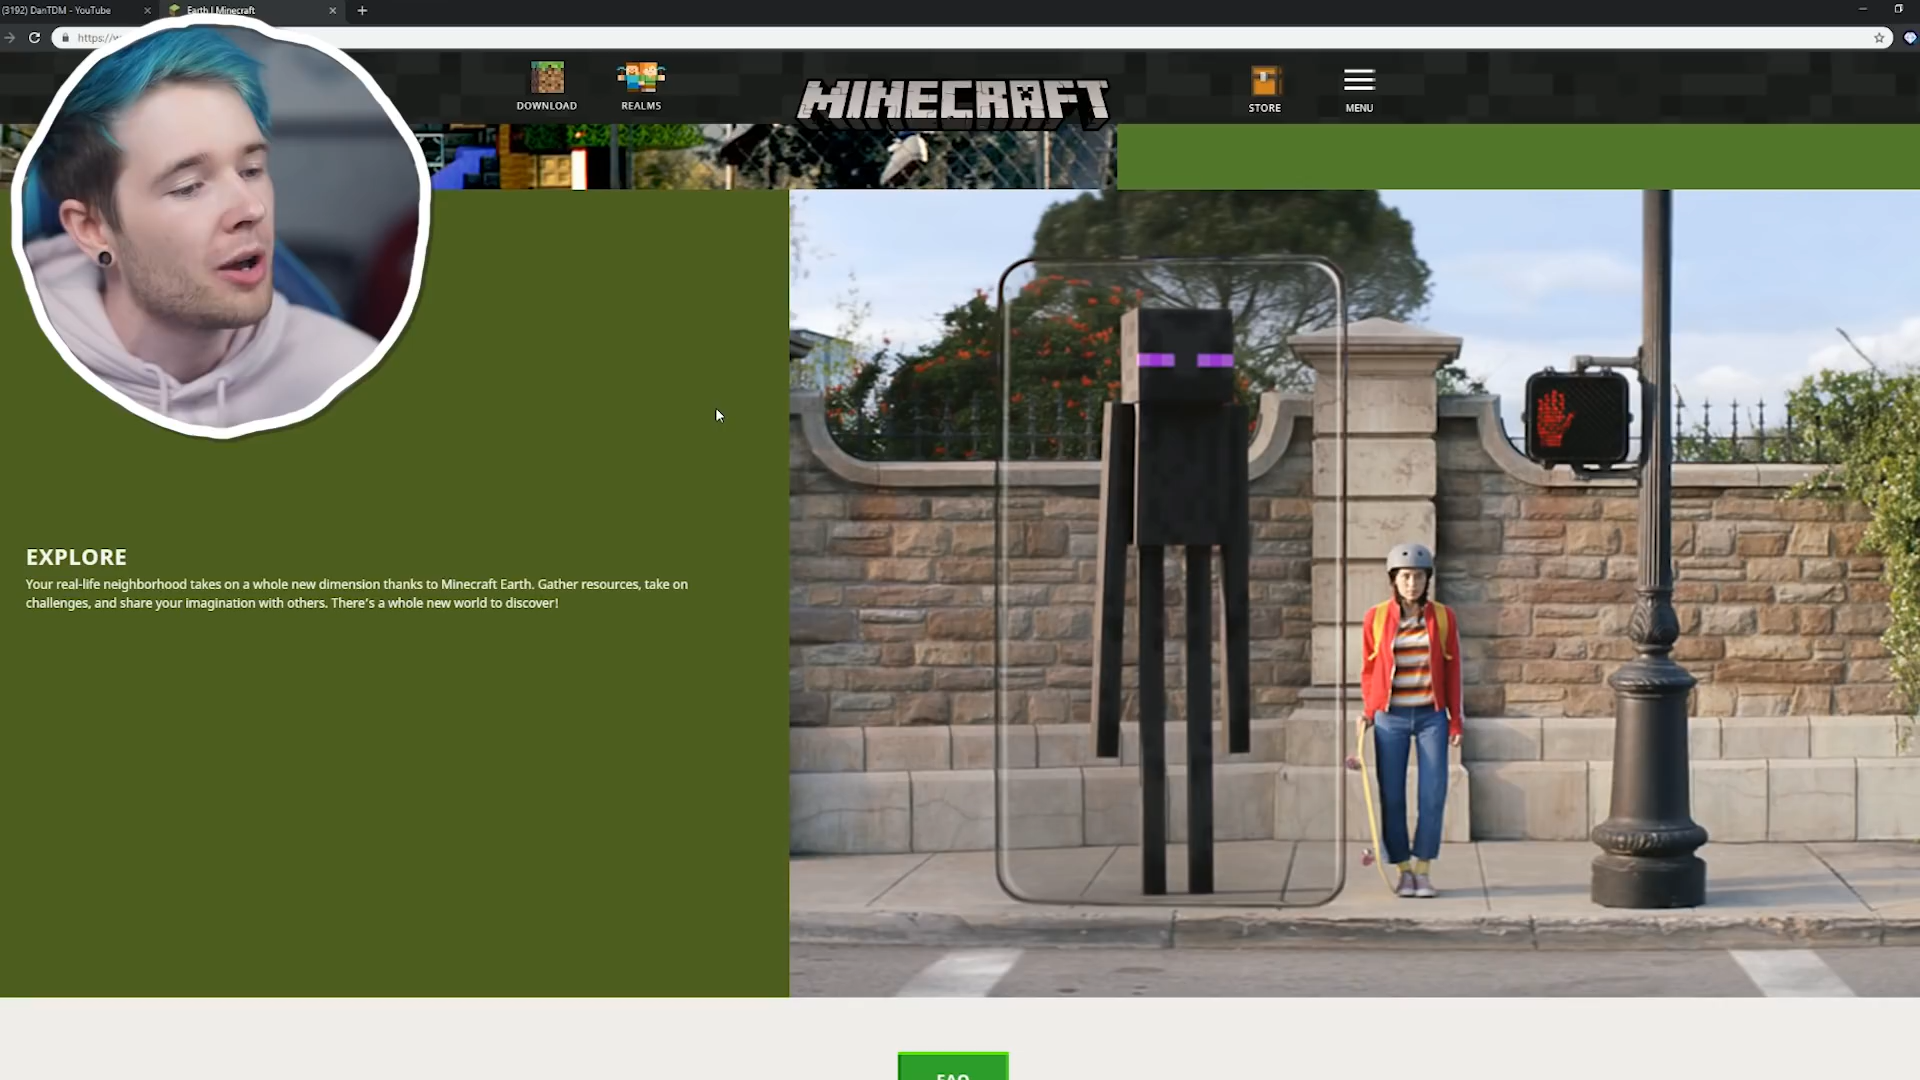 (3192) DanTDM - YouTube
Earth | Minecraft
https://w
DOWNLOAD
REALMS
MINECRAFT
STORE
MENU
EXPLORE
Your real-life neighborhood takes on a whole new dimension thanks to Minecraft Earth. Gather resources, take on
challenges, and share your imagination with others. There's a whole new world to discover!
FAQ